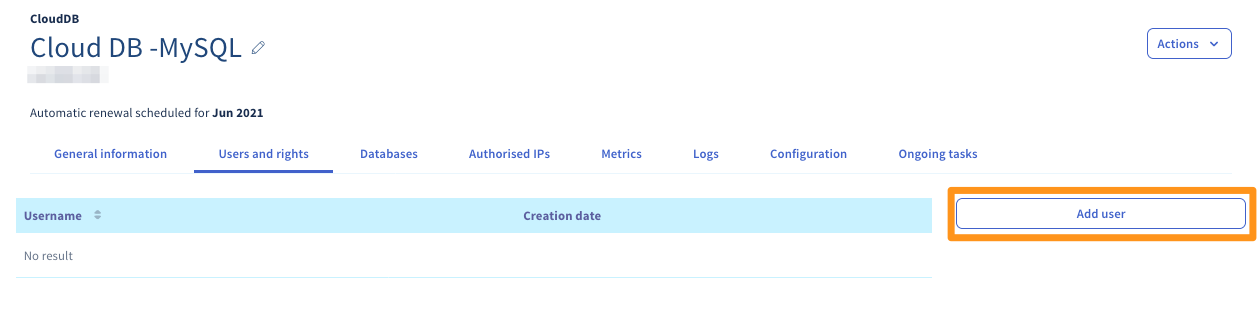 CloudDB
Cloud DB -MySQL
Actions
Automatic renewal scheduled for Jun 2021
General information Users and rights Databases Authorised IPs Metrics Logs Configuration Ongoing tasks
Username Creation date
Add user
No result